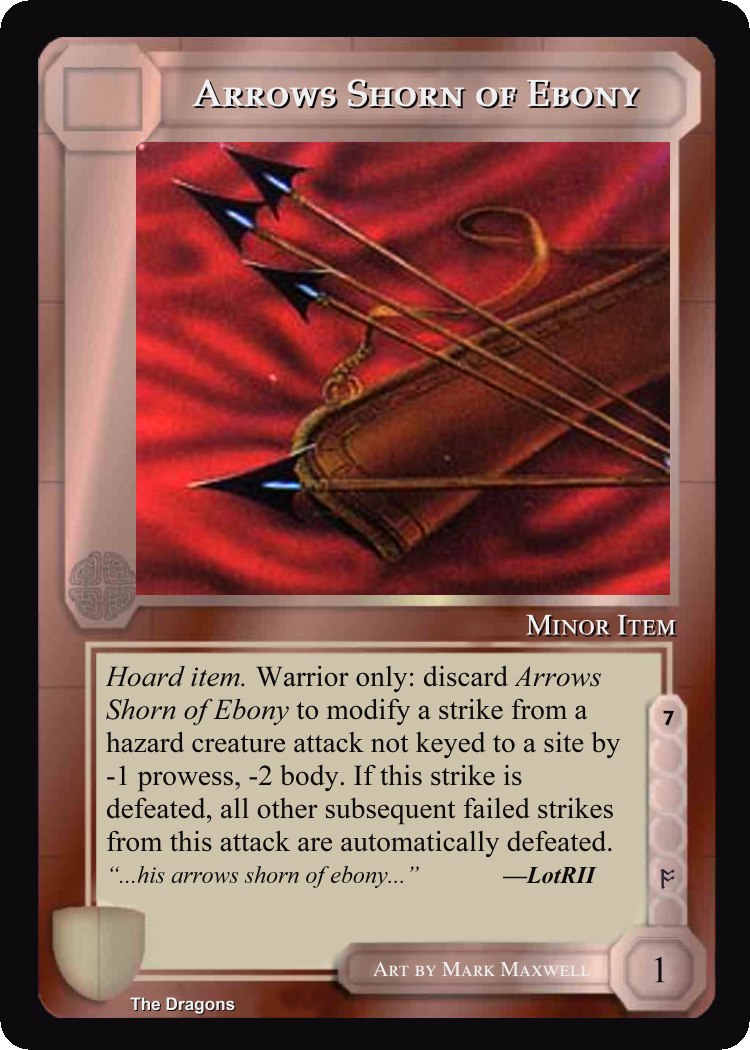 Arrows Shorn of Ebony
Minor Item
Hoard item. Warrior only: discard Arrows
Shorn of Ebony to modify a strike from a
hazard creature attack not keyed to a site by
-1 prowess, -2 body. If this strike is
defeated, all other subsequent failed strikes
from this attack are automatically defeated.
“...his arrows shorn of ebony...” —LotRII
7
Art by Mark Maxwell
1
The Dragons